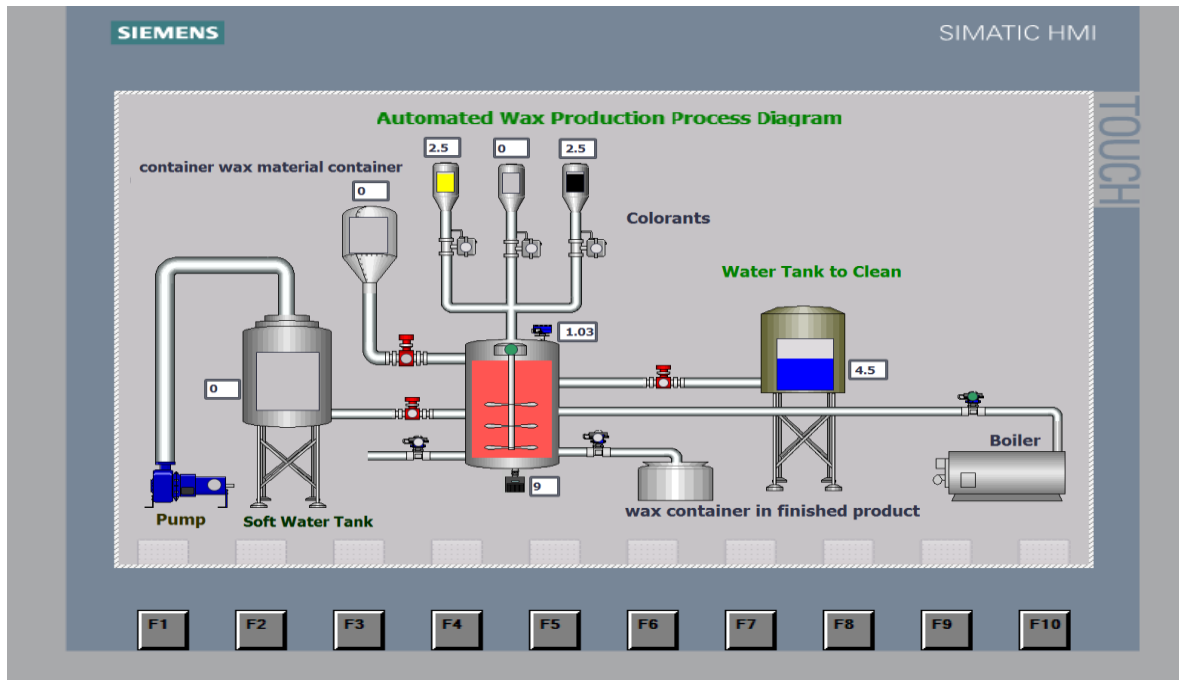 SIEMENS
SIMATIC HMI
TOUCH
Automated Wax Production Process Diagram
2.5
0
2.5
container wax material container
0
Colorants
Water Tank to Clean
1.03
4.5
0
Boiler
9
wax container in finished product
Pump
Soft Water Tank
F1
F2
F3
F4
F5
F6
F7
F8
F9
F10